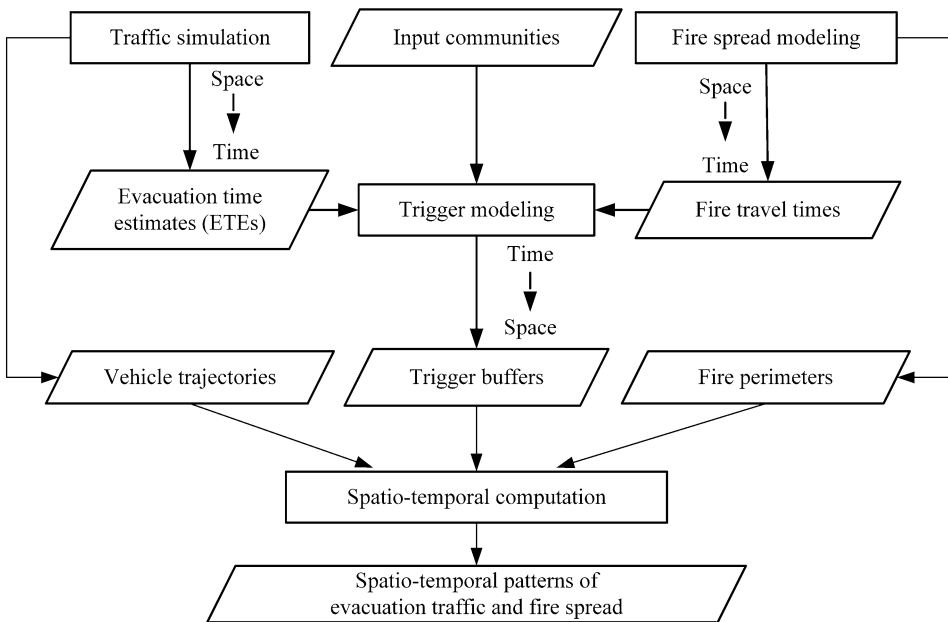 Traffic simulation
Input communities
Fire spread modeling
Space
Time
Space
Time
Evacuation time
estimates (ETEs)
Trigger modeling
Fire travel times
Time
Space
Vehicle trajectories
Trigger buffers
Fire perimeters
Spatio-temporal computation
Spatio-temporal patterns of
evacuation traffic and fire spread